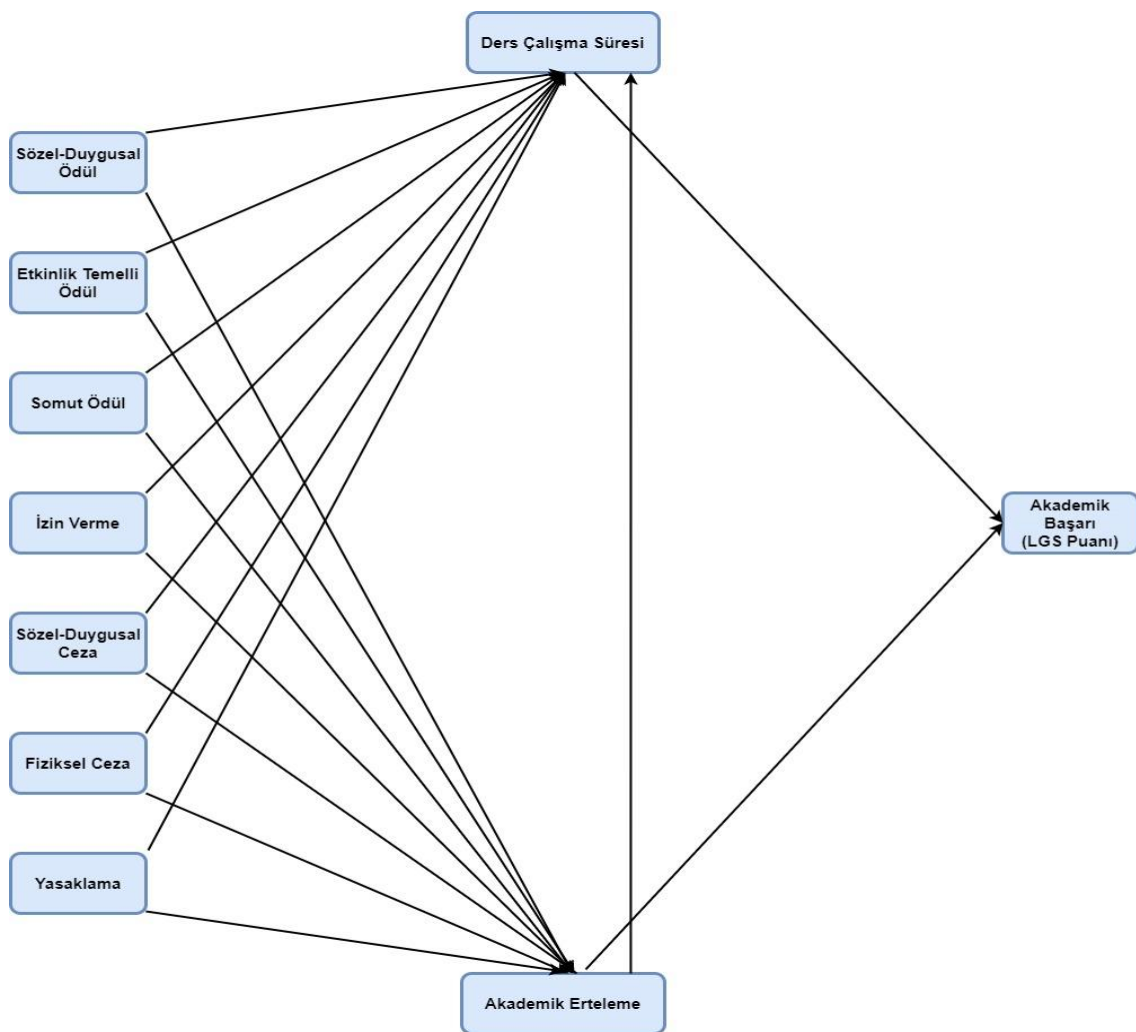 Ders Çalışma Süresi
Sözel-Duygusal
Ödül
Etkinlik Temelli
Ödül
Somut Ödül
İzin Verme
Akademik
Başarı
(LGS Puanı)
Sözel-Duygusal
Ceza
Fiziksel Ceza
Yasaklama
Akademik Erteleme